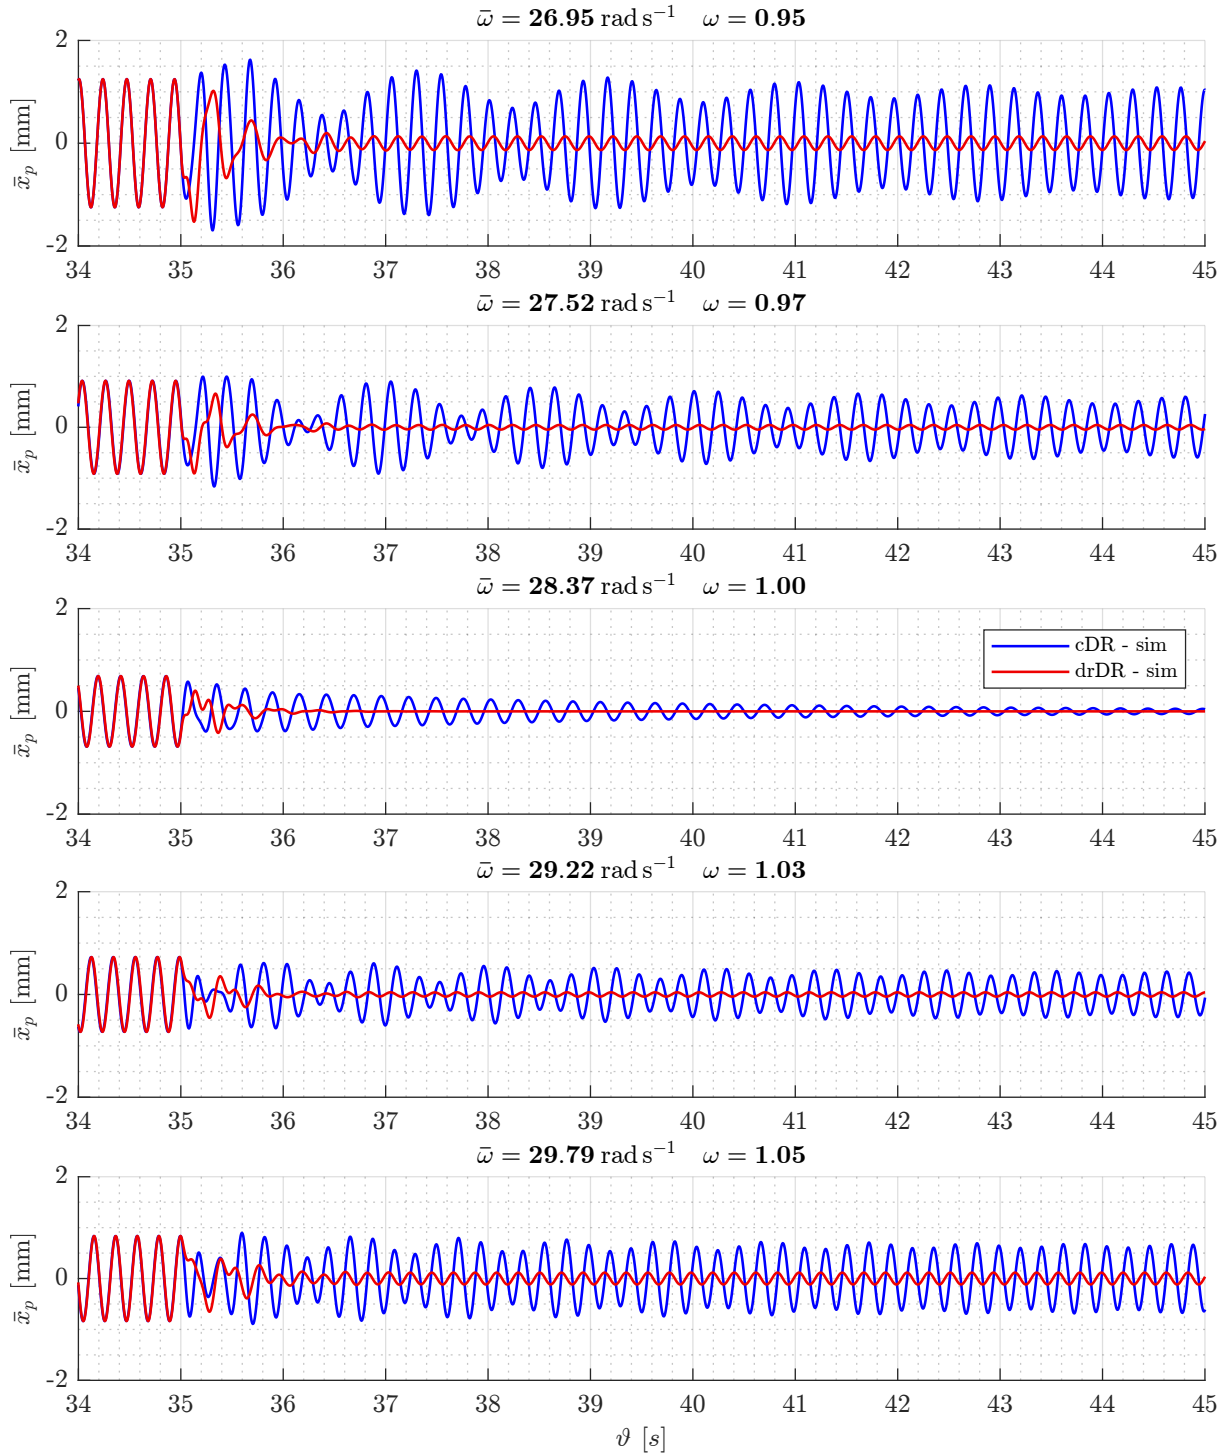 ω̄ = 26.95 rad s⁻¹ ω = 0.95
2
0
-2
x̄ₚ [mm]
34 35 36 37 38 39 40 41 42 43 44 45
ω̄ = 27.52 rad s⁻¹ ω = 0.97
2
0
-2
x̄ₚ [mm]
34 35 36 37 38 39 40 41 42 43 44 45
ω̄ = 28.37 rad s⁻¹ ω = 1.00
2
0
-2
x̄ₚ [mm]
cDR - sim
drDR - sim
34 35 36 37 38 39 40 41 42 43 44 45
ω̄ = 29.22 rad s⁻¹ ω = 1.03
2
0
-2
x̄ₚ [mm]
34 35 36 37 38 39 40 41 42 43 44 45
ω̄ = 29.79 rad s⁻¹ ω = 1.05
2
0
-2
x̄ₚ [mm]
34 35 36 37 38 39 40 41 42 43 44 45
ϑ [s]